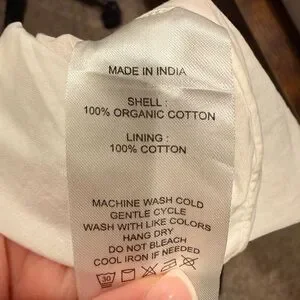 MADE IN INDIA
SHELL :
100% ORGANIC COTTON
LINING :
100% COTTON
MACHINE WASH COLD
GENTLE CYCLE
WASH WITH LIKE COLORS
HANG DRY
DO NOT BLEACH
COOL IRON IF NEEDED
30